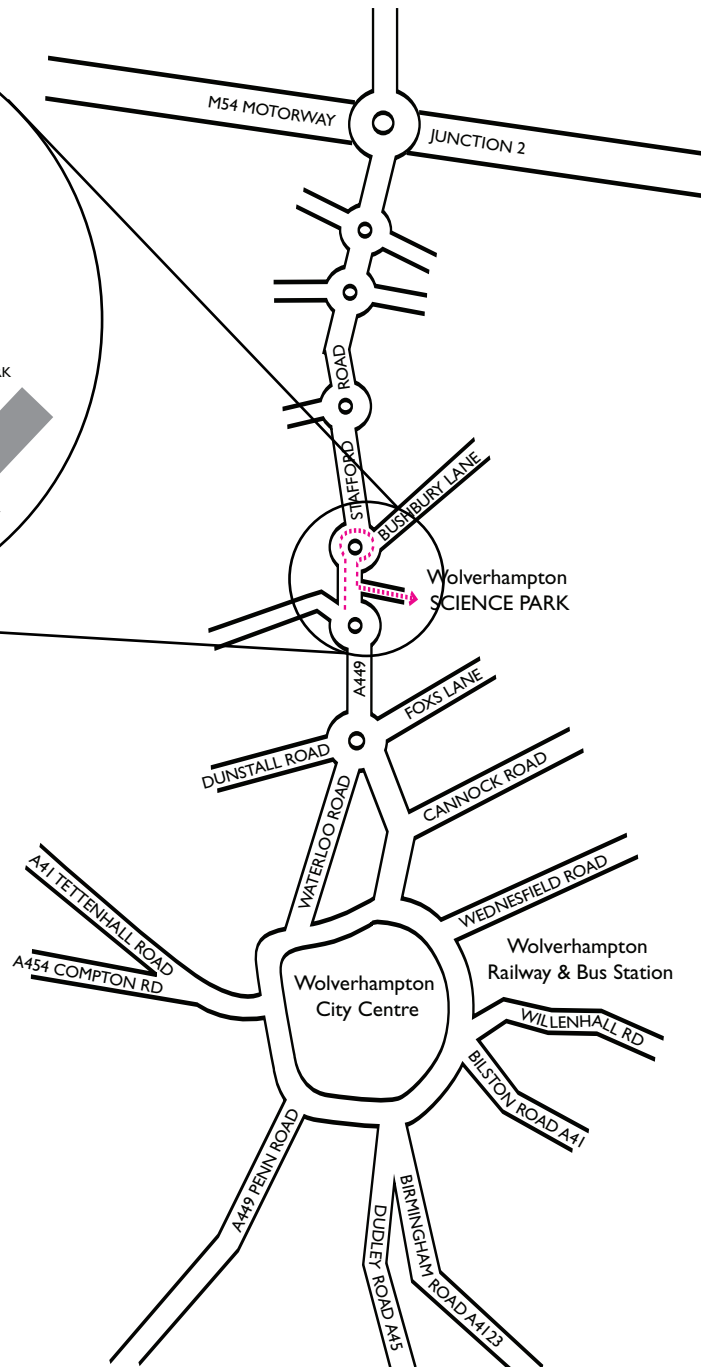 M54 MOTORWAY
JUNCTION 2
ROAD
STAFFORD
BUSHBURY LANE
Wolverhampton
SCIENCE PARK
A449
FOXS LANE
DUNSTALL ROAD
CANNOCK ROAD
WATERLOO ROAD
A41 TETTENHALL ROAD
WEDNESFIELD ROAD
A454 COMPTON RD
Wolverhampton
Railway & Bus Station
Wolverhampton
City Centre
WILLENHALL RD
BILSTON ROAD A41
A449 PENN ROAD
DUDLEY ROAD A45
BIRMINGHAM ROAD A4123